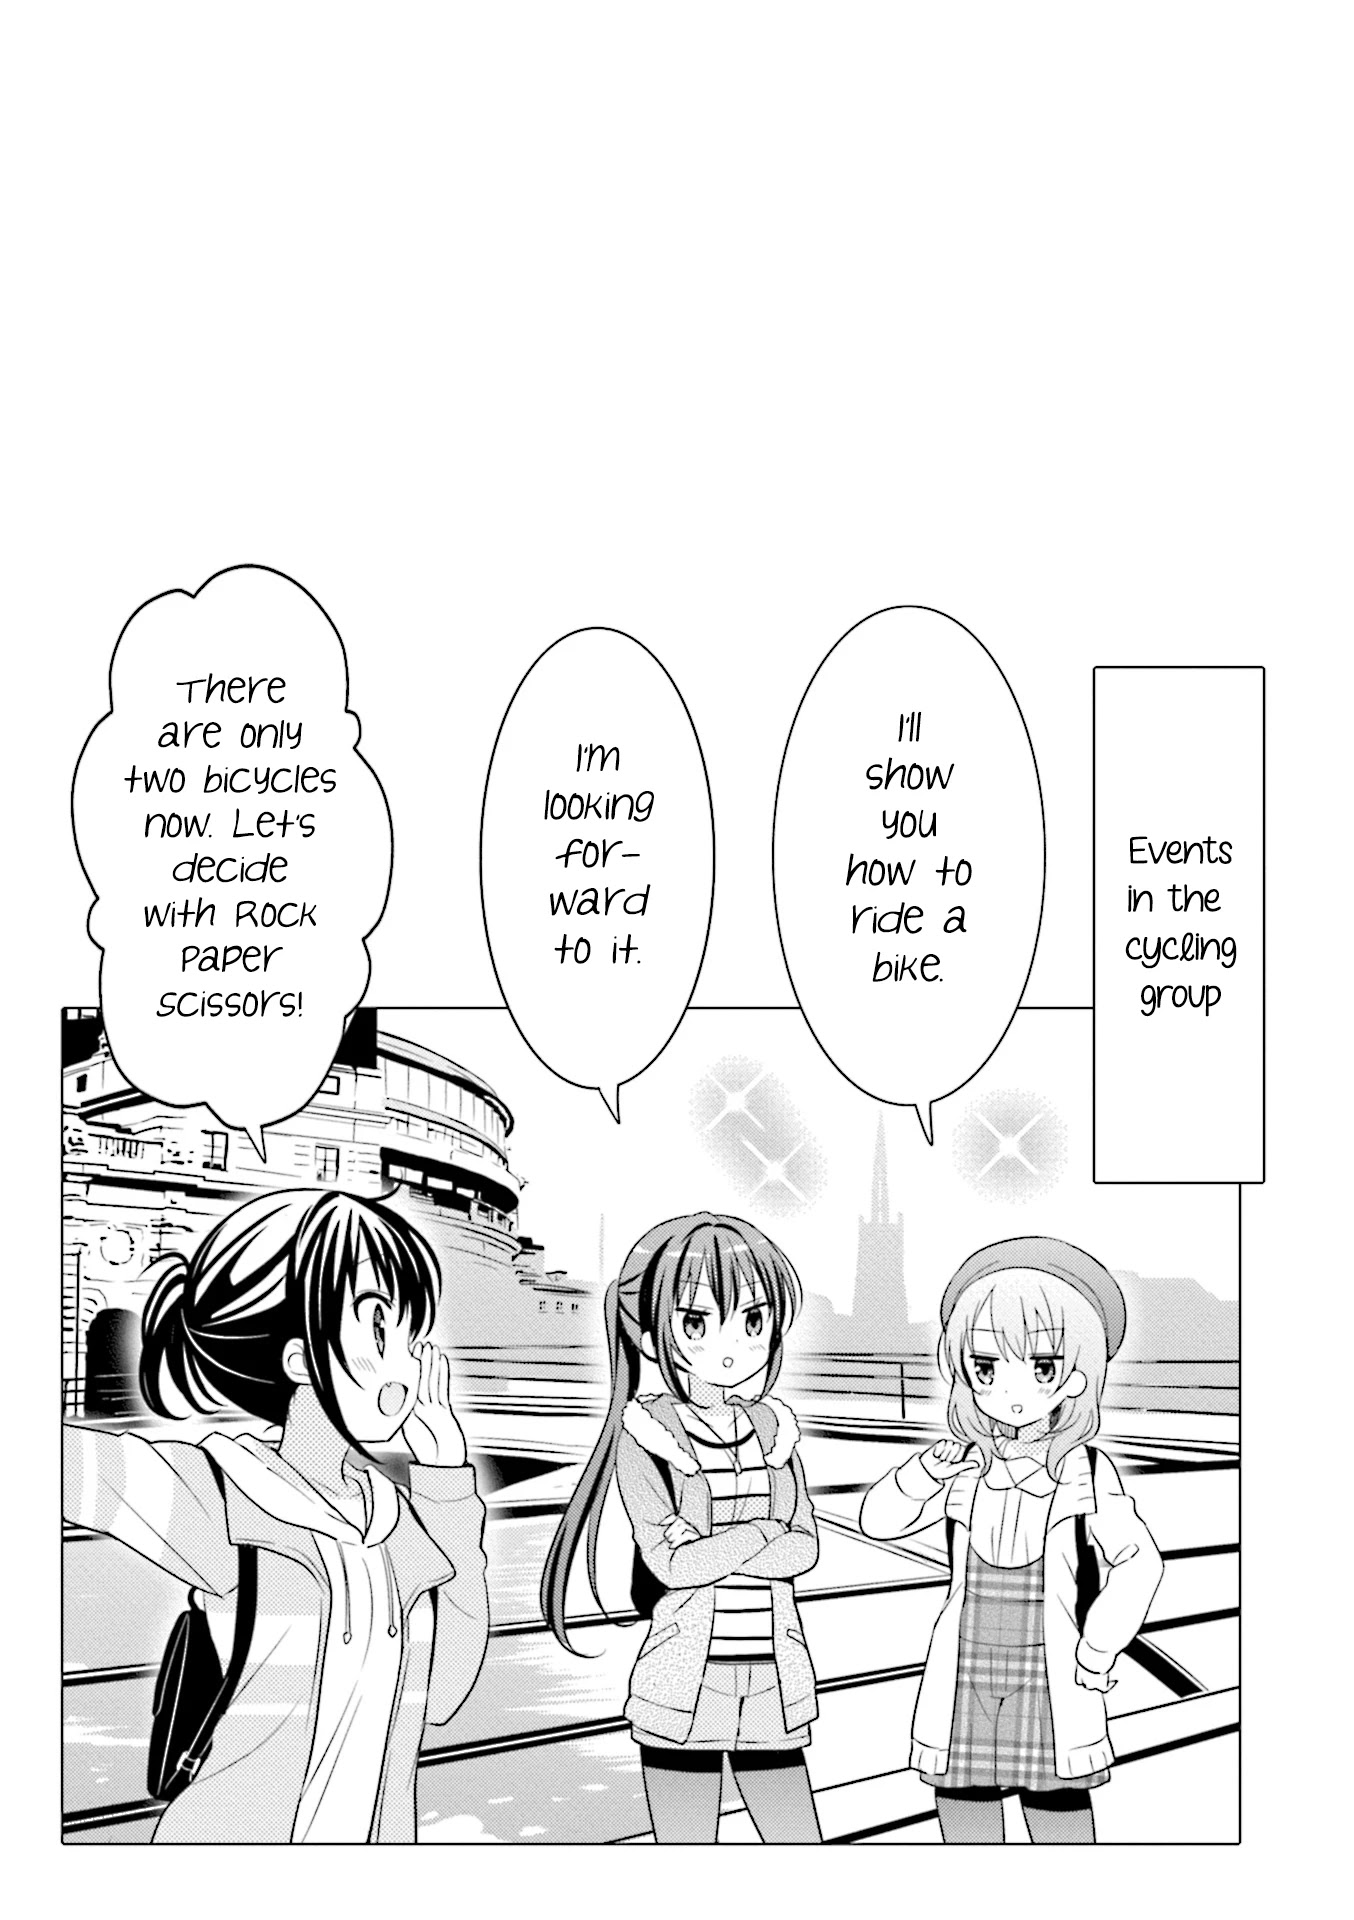 Events
in the
cycling
group
I'll
show
you
how to
ride a
bike.
I'm
looking
for-
ward
to it.
There
are only
two bicycles
now. Let's
decide
with Rock
paper
scissors!